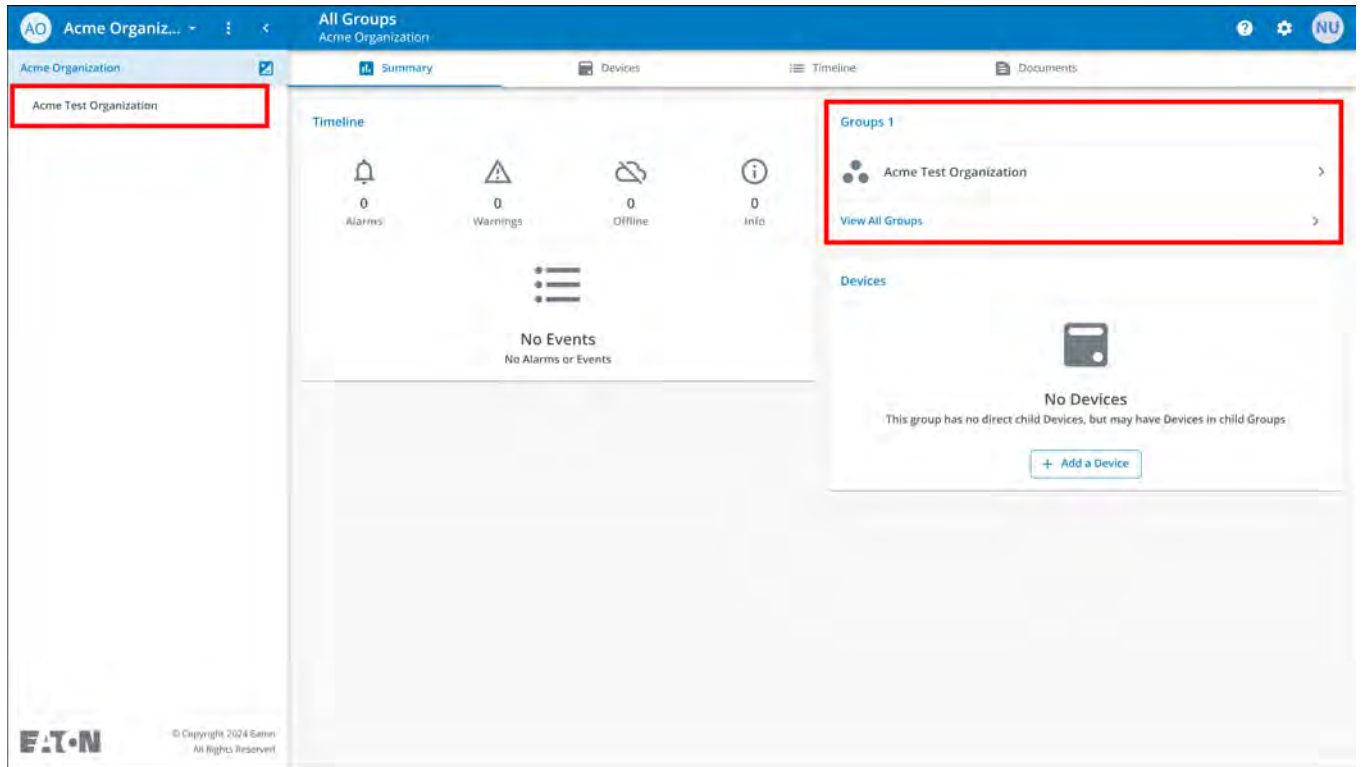 AO Acme Organiz...
All Groups
Acme Organization
NU
Acme Organization
Acme Test Organization
Summary
Devices
Timeline
Documents
Timeline
0
Alarms
0
Warnings
0
Offline
0
Info
No Events
No Alarms or Events
Groups 1
Acme Test Organization
View All Groups
Devices
No Devices
This group has no direct child Devices, but may have Devices in child Groups
+ Add a Device
EATON
© Copyright 2024 Eaton
All Rights Reserved